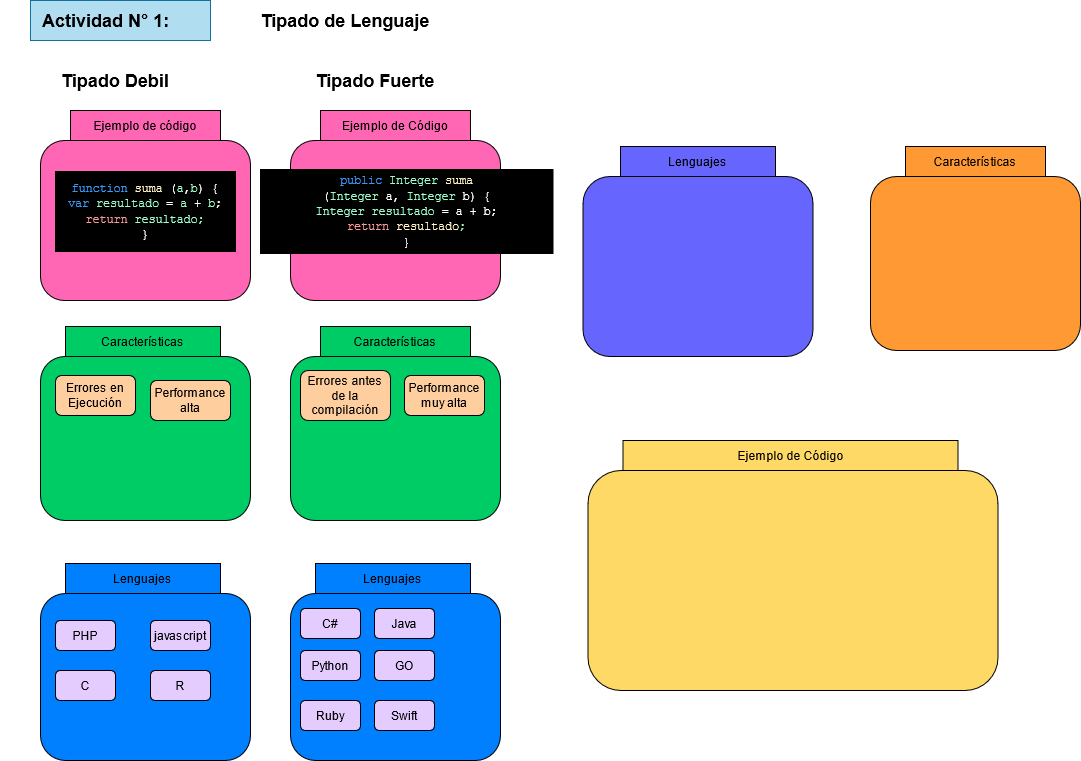 Actividad N° 1:
Tipado de Lenguaje
Tipado Debil
Tipado Fuerte
Ejemplo de código
function suma (a,b) {
var resultado = a + b;
return resultado;
}
Ejemplo de Código
public Integer suma
(Integer a, Integer b) {
Integer resultado = a + b;
return resultado;
}
Lenguajes
Características
Características
Errores en
Ejecución
Performance
alta
Características
Errores antes
de la
compilación
Performance
muy alta
Ejemplo de Código
Lenguajes
PHP
javascript
C
R
Lenguajes
C#
Java
Python
GO
Ruby
Swift